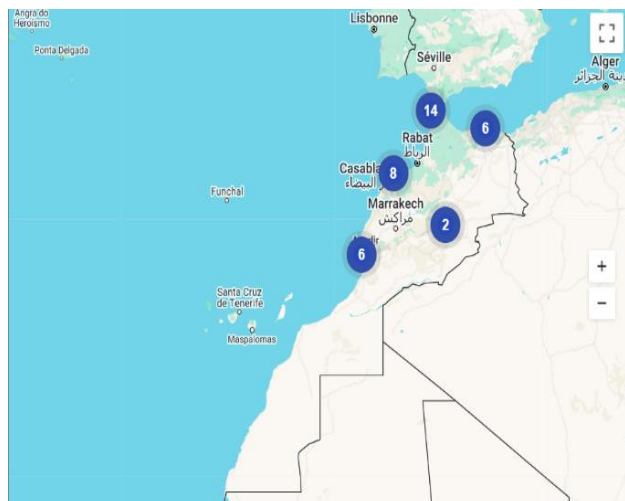 Angra do
Heroísmo
Ponta Delgada
Lisbonne
Séville
Alger
مدينة الجزائر
14
6
Rabat
الرباط
8
Funchal
Marrakech
مراكش
2
6
Santa Cruz
de Tenerife
Maspalomas
+
−